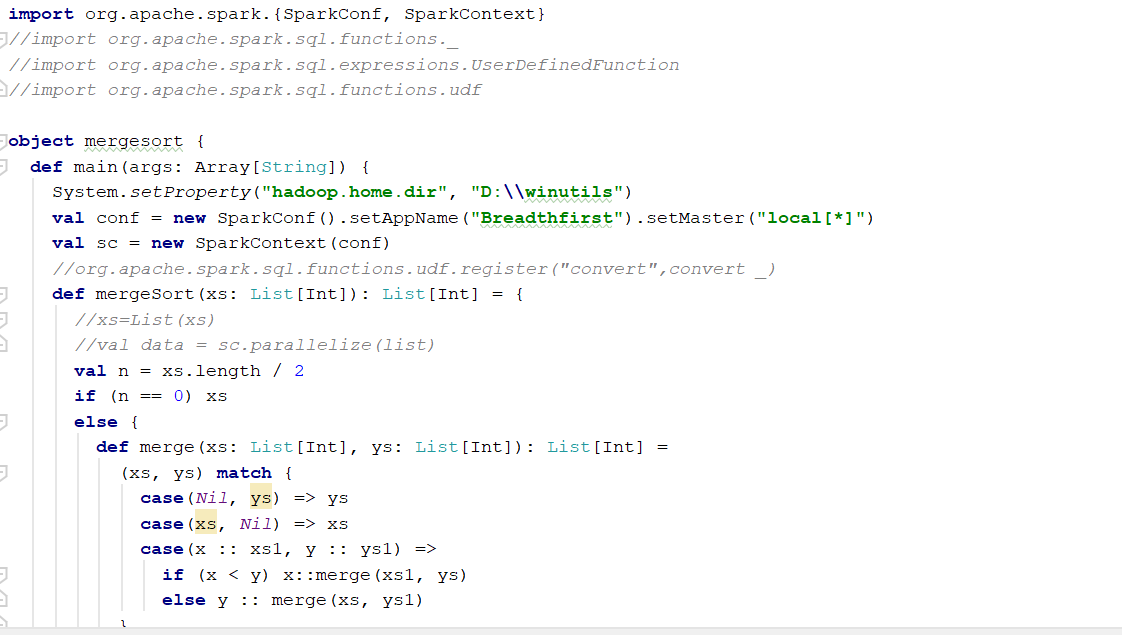 import org.apache.spark.{SparkConf, SparkContext}
//import org.apache.spark.sql.functions._
//import org.apache.spark.sql.expressions.UserDefinedFunction
//import org.apache.spark.sql.functions.udf
object mergesort {
def main(args: Array[String]) {
System.setProperty("hadoop.home.dir", "D:\\winutils")
val conf = new SparkConf().setAppName("Breadthfirst").setMaster("local[*]")
val sc = new SparkContext(conf)
//org.apache.spark.sql.functions.udf.register("convert",convert _)
def mergeSort(xs: List[Int]): List[Int] = {
//xs=List(xs)
//val data = sc.parallelize(list)
val n = xs.length / 2
if (n == 0) xs
else {
def merge(xs: List[Int], ys: List[Int]): List[Int] =
(xs, ys) match {
case(Nil, ys) => ys
case(xs, Nil) => xs
case(x :: xs1, y :: ys1) =>
if (x < y) x::merge(xs1, ys)
else y :: merge(xs, ys1)
}